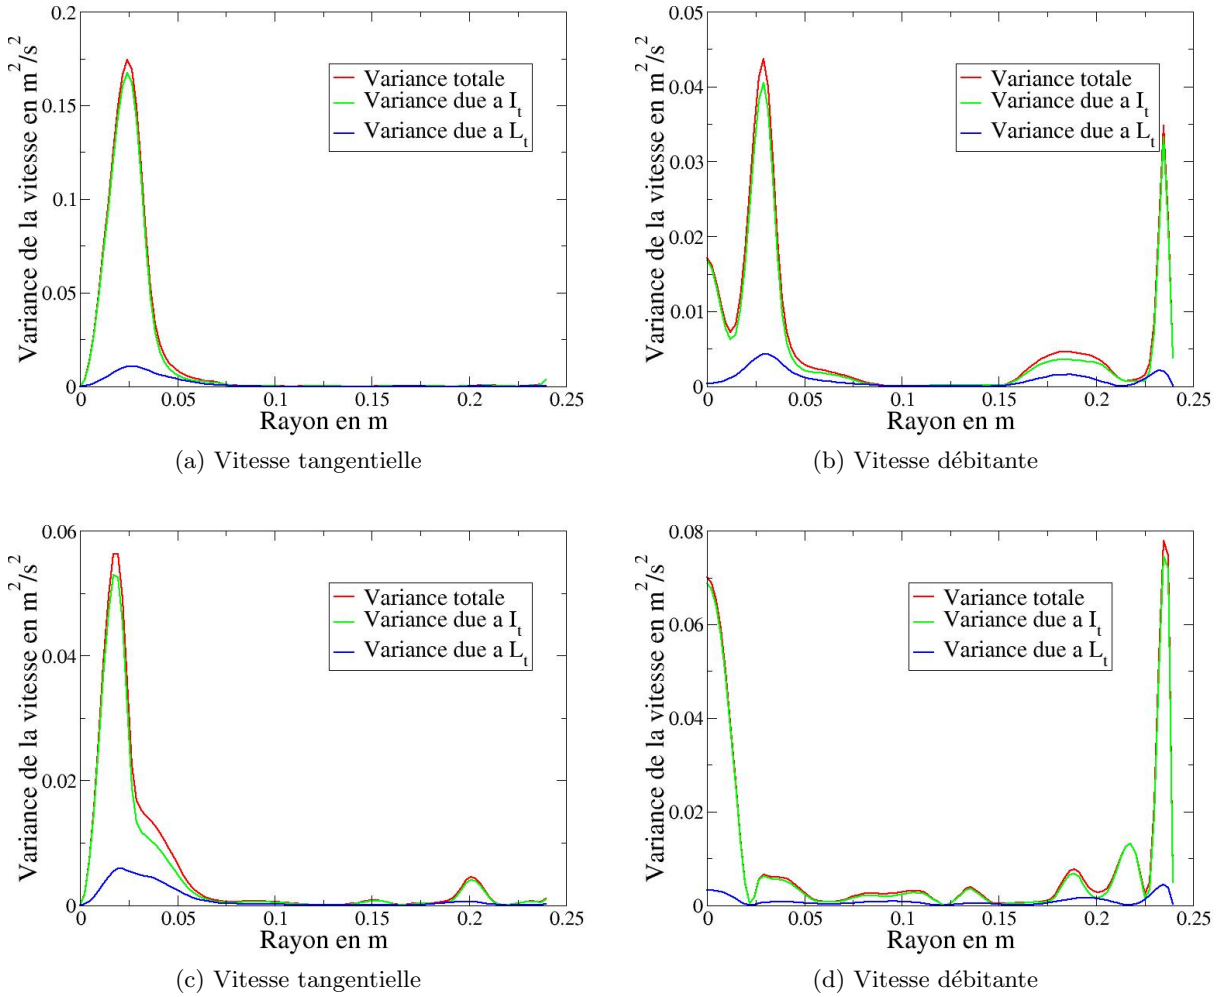 0.2
0.15
0.1
0.05
0
0 0.05 0.1 0.15 0.2 0.25
Variance de la vitesse en m²/s²
Rayon en m
Variance totale
Variance due a I_t
Variance due a L_t
(a) Vitesse tangentielle
0.05
0.04
0.03
0.02
0.01
0
0 0.05 0.1 0.15 0.2 0.25
Variance de la vitesse en m²/s²
Rayon en m
Variance totale
Variance due a I_t
Variance due a L_t
(b) Vitesse débitante
0.06
0.04
0.02
0
0 0.05 0.1 0.15 0.2 0.25
Variance de la vitesse en m²/s²
Rayon en m
Variance totale
Variance due a I_t
Variance due a L_t
(c) Vitesse tangentielle
0.08
0.06
0.04
0.02
0
0 0.05 0.1 0.15 0.2 0.25
Variance de la vitesse en m²/s²
Rayon en m
Variance totale
Variance due a I_t
Variance due a L_t
(d) Vitesse débitante